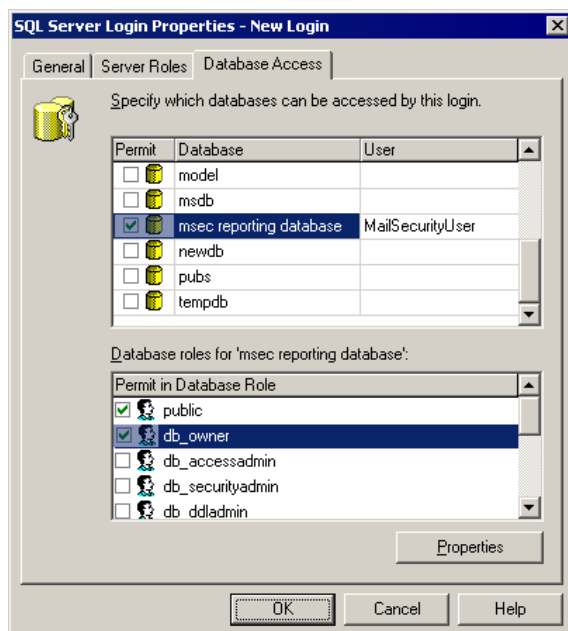 SQL Server Login Properties - New Login
General Server Roles Database Access
Specify which databases can be accessed by this login.
Permit Database User
model
msdb
msec reporting database MailSecurityUser
newdb
pubs
tempdb
Database roles for 'msec reporting database':
Permit in Database Role
public
db_owner
db_accessadmin
db_securityadmin
db_ddladmin
Properties
OK Cancel Help